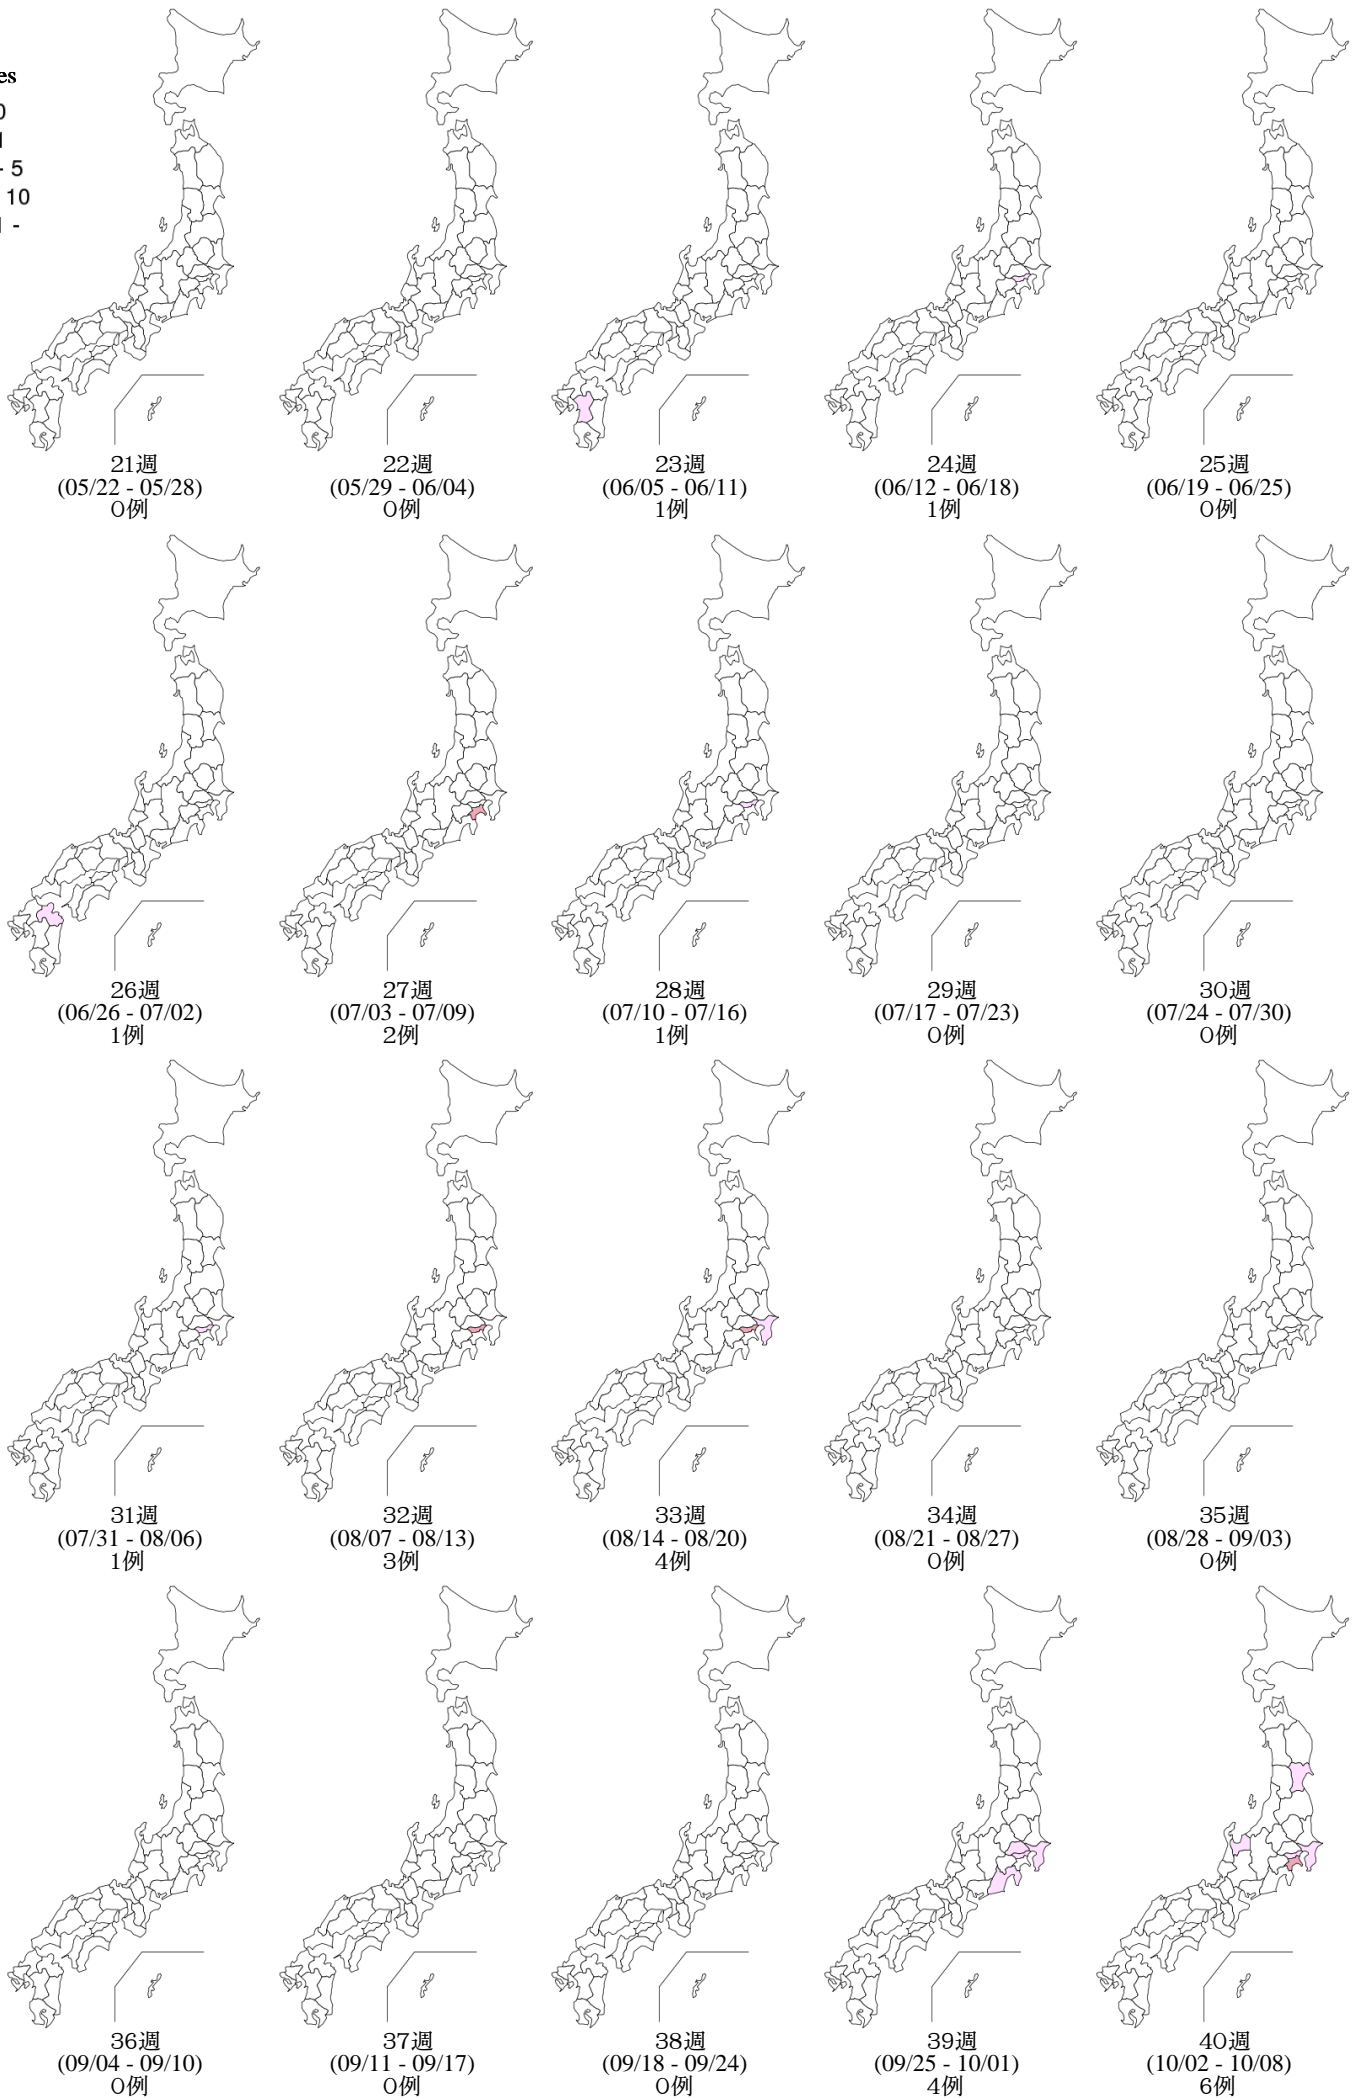 es
0
1
- 5
10
-
21週
(05/22 - 05/28)
0例
22週
(05/29 - 06/04)
0例
23週
(06/05 - 06/11)
1例
24週
(06/12 - 06/18)
1例
25週
(06/19 - 06/25)
0例
26週
(06/26 - 07/02)
1例
27週
(07/03 - 07/09)
2例
28週
(07/10 - 07/16)
1例
29週
(07/17 - 07/23)
0例
30週
(07/24 - 07/30)
0例
31週
(07/31 - 08/06)
1例
32週
(08/07 - 08/13)
3例
33週
(08/14 - 08/20)
4例
34週
(08/21 - 08/27)
0例
35週
(08/28 - 09/03)
0例
36週
(09/04 - 09/10)
0例
37週
(09/11 - 09/17)
0例
38週
(09/18 - 09/24)
0例
39週
(09/25 - 10/01)
4例
40週
(10/02 - 10/08)
6例